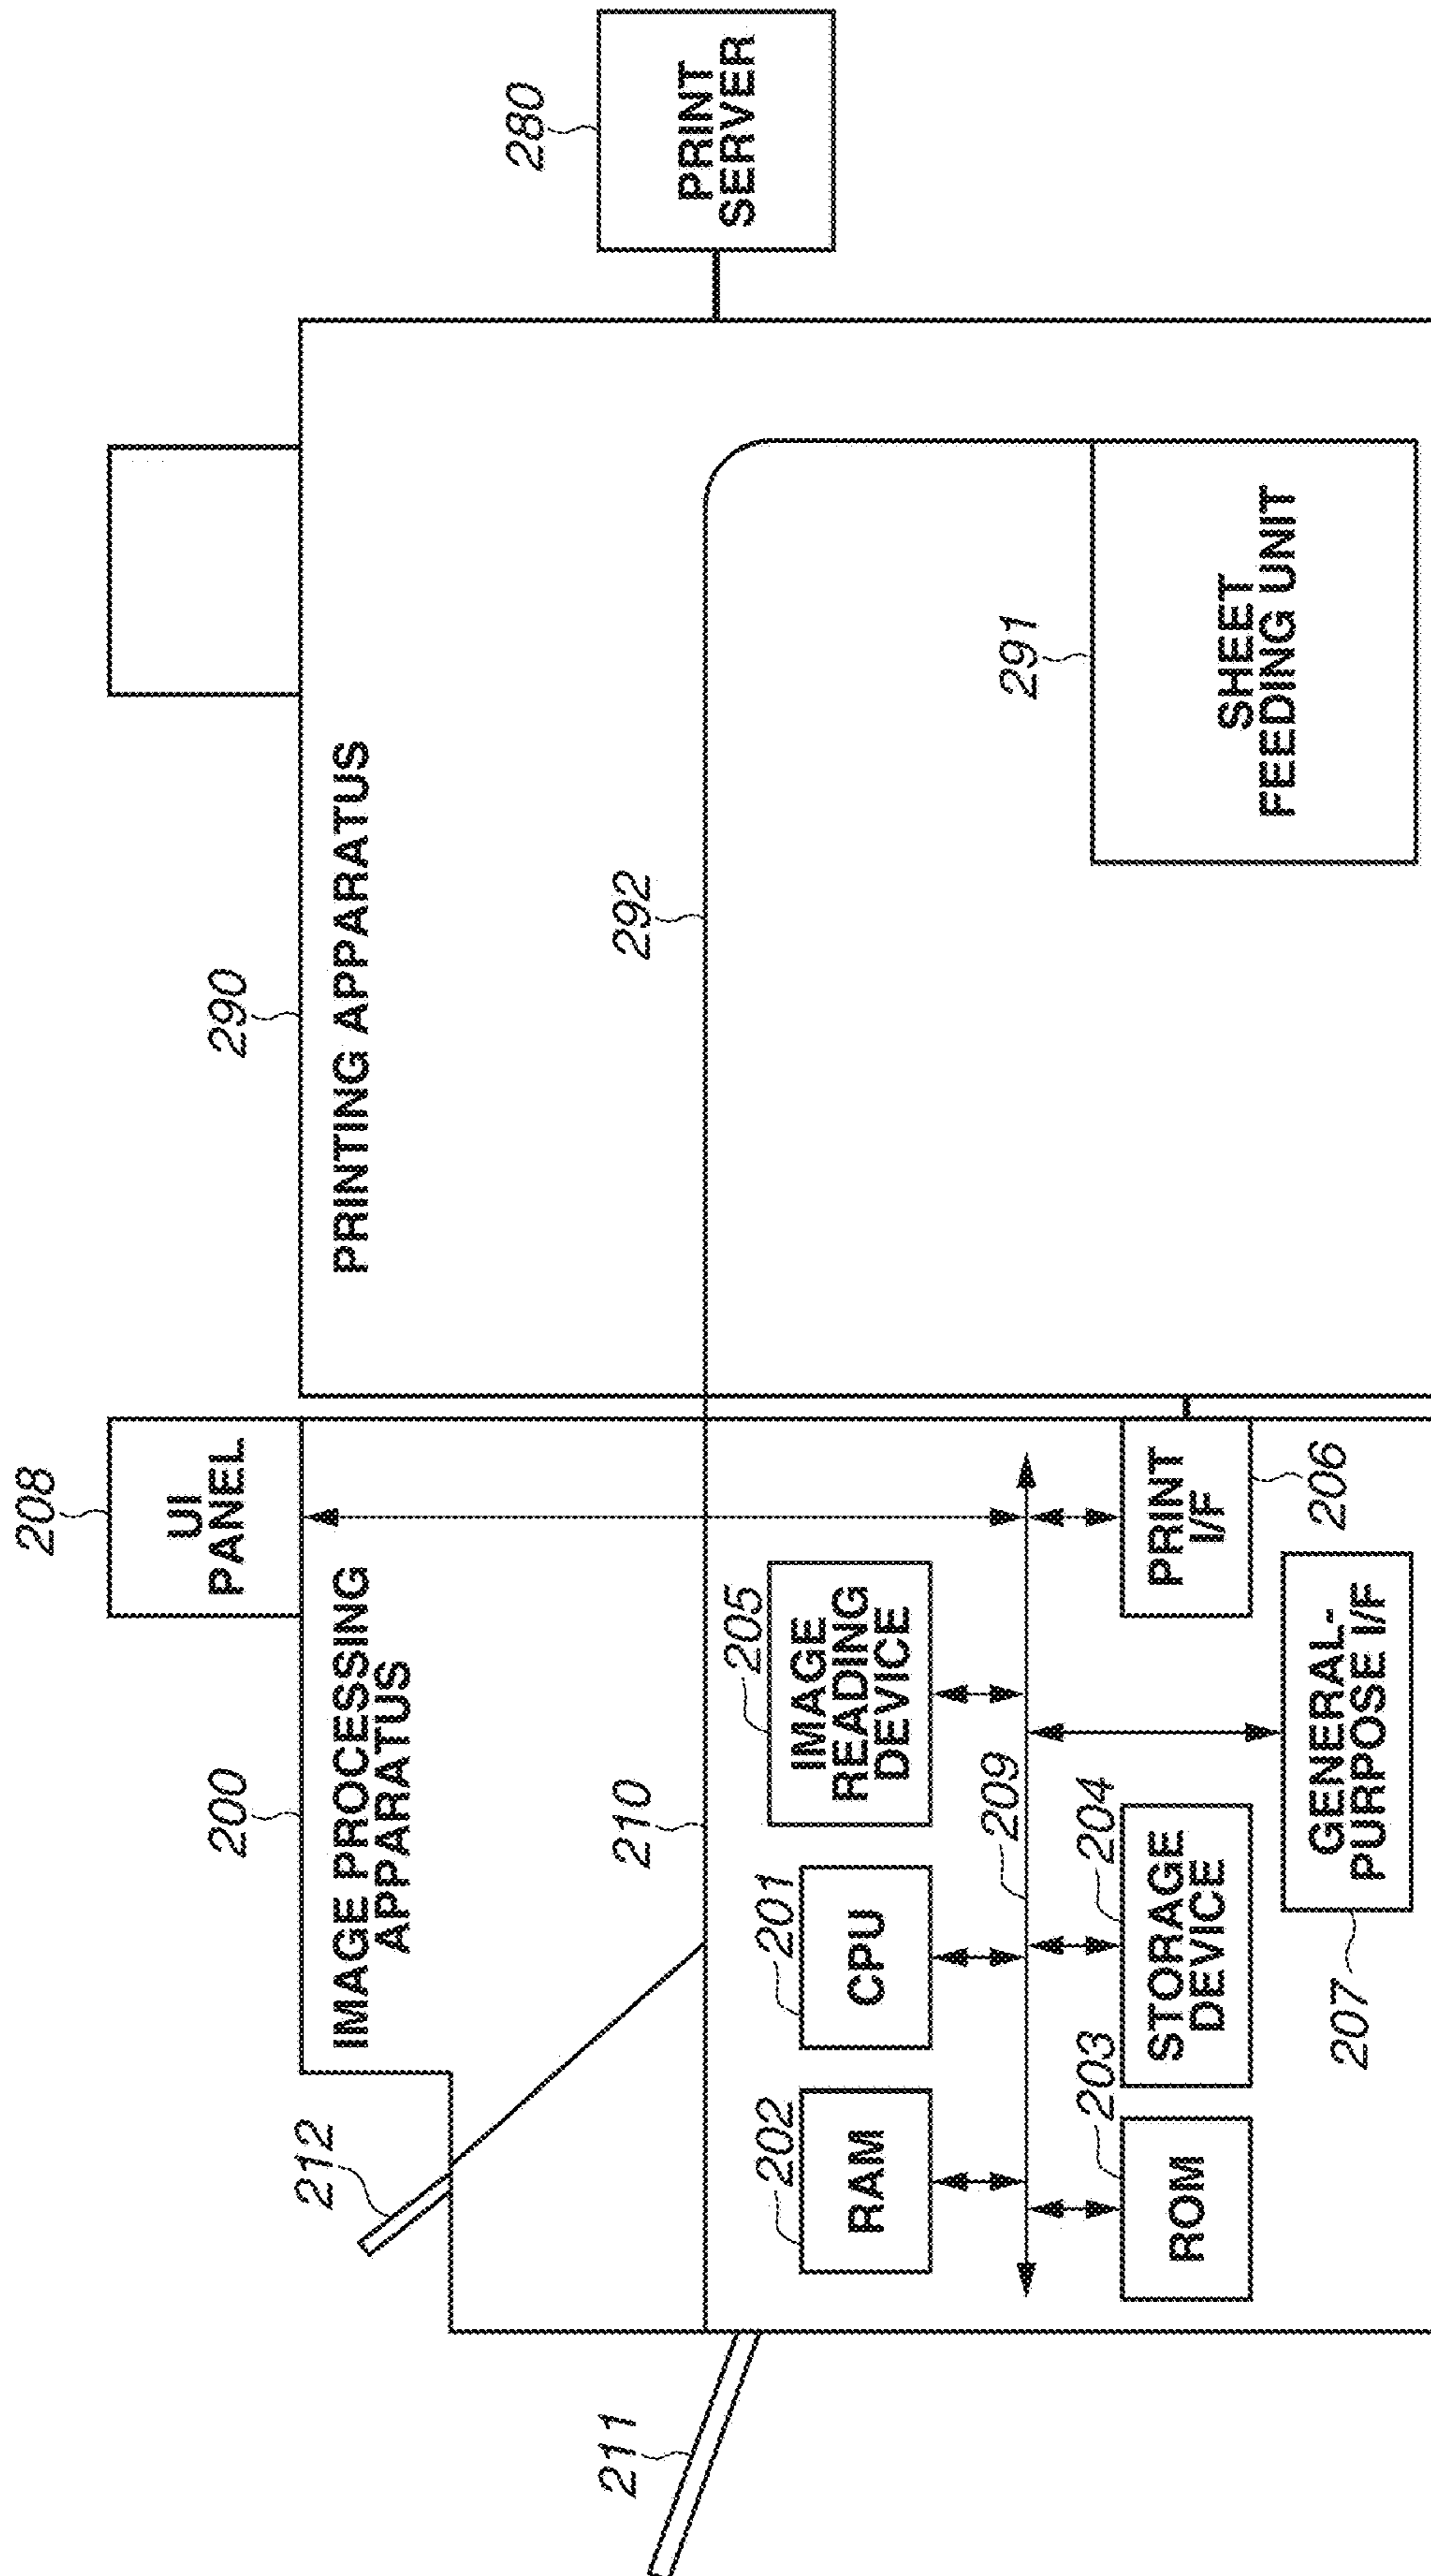 208
UI
PANEL
200
IMAGE PROCESSING
APPARATUS
212
290
PRINTING APPARATUS
280
PRINT
SERVER
211
210
292
205
IMAGE
READING
DEVICE
201
CPU
202
RAM
209
291
SHEET
FEEDING UNIT
203
ROM
204
STORAGE
DEVICE
PRINT
I/F
206
GENERAL-
PURPOSE I/F
207